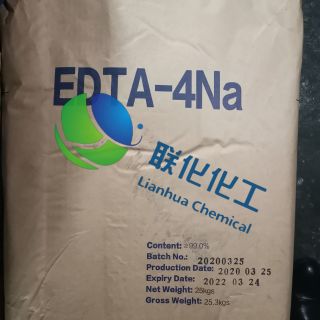 EDTA-4Na
联化化工
Lianhua Chemical
Content: ≥99.0%
Batch No.: 20200325
Production Date: 2020 03 25
Expiry Date: 2022 03 24
Net Weight: 25kgs
Gross Weight: 25.3kgs